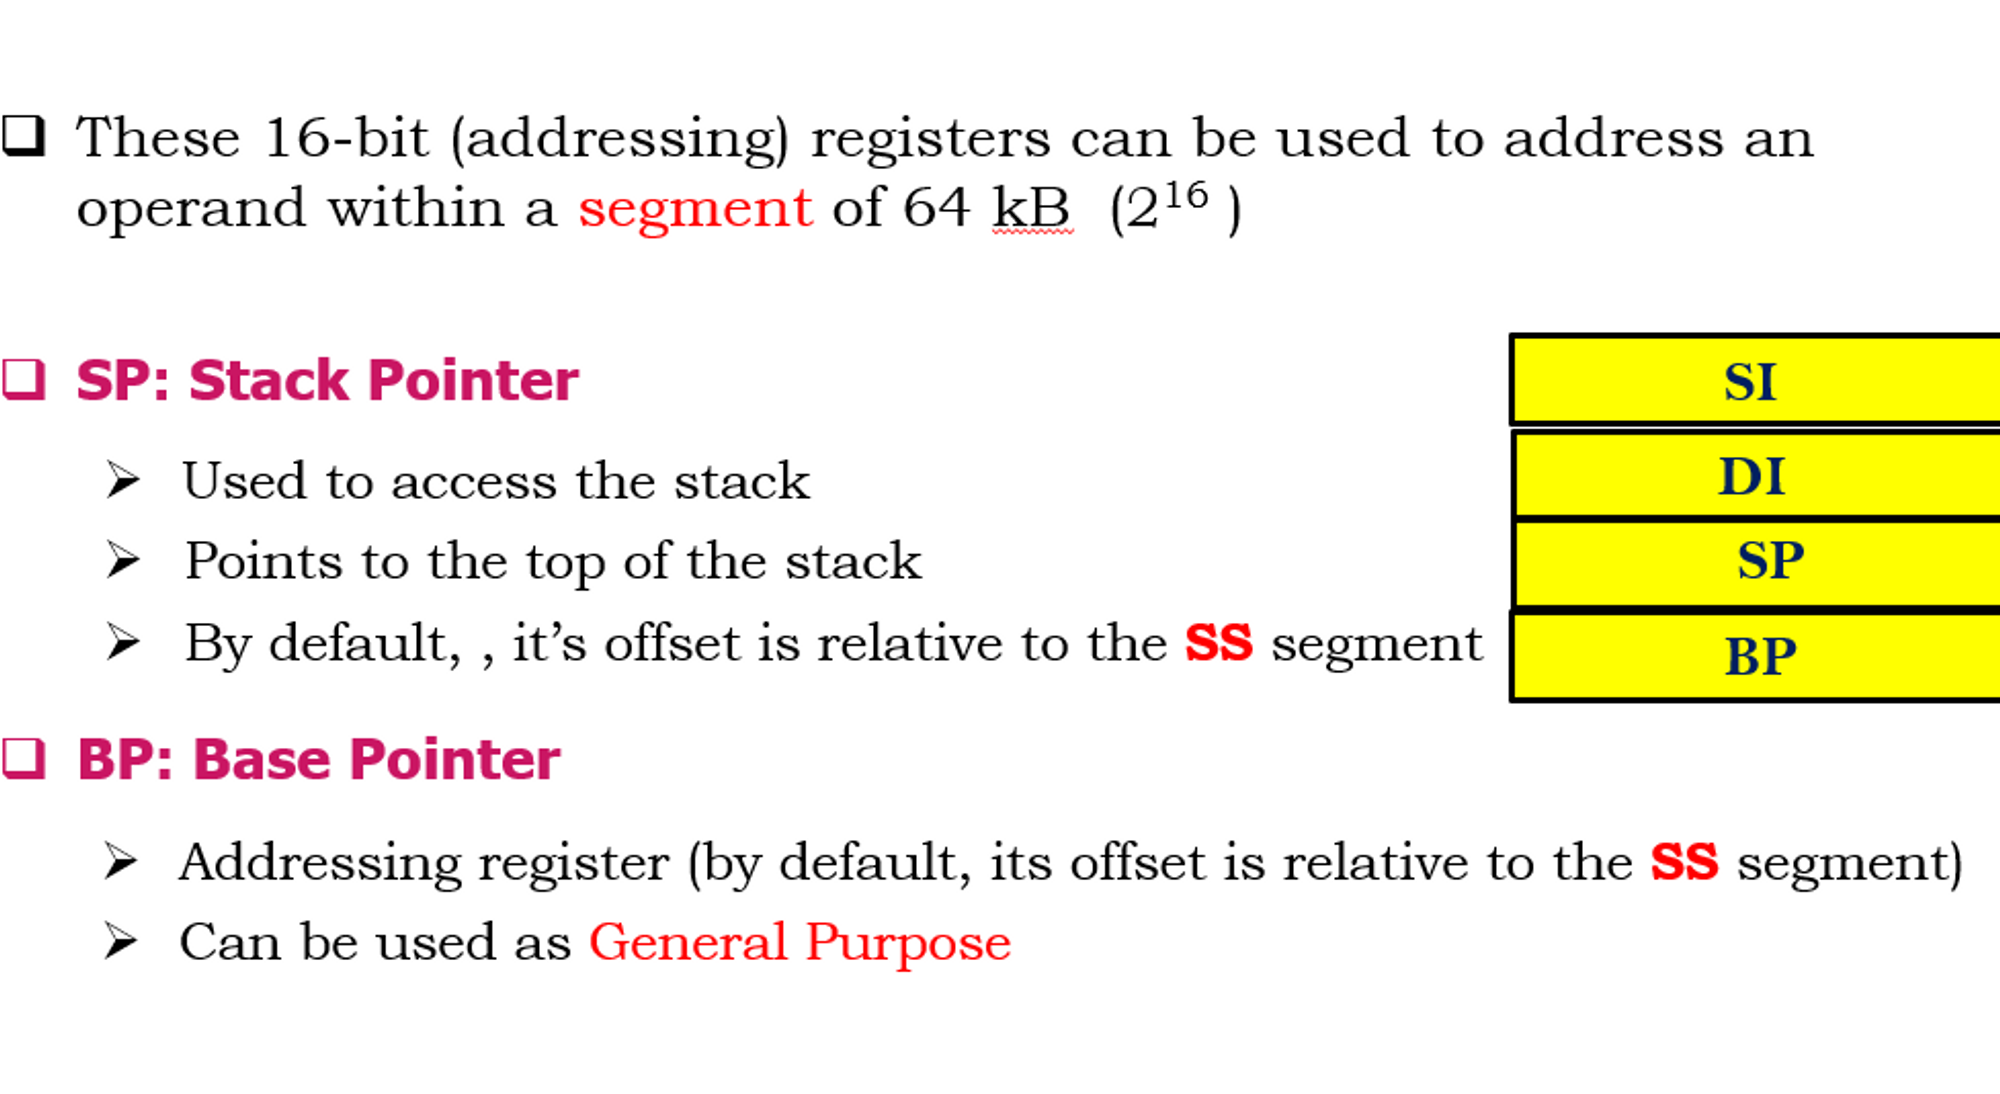 These 16-bit (addressing) registers can be used to address an
operand within a segment of 64 kB (2¹⁶ )
SP: Stack Pointer
Used to access the stack
Points to the top of the stack
By default, , it’s offset is relative to the SS segment
SI
DI
SP
BP
BP: Base Pointer
Addressing register (by default, its offset is relative to the SS segment)
Can be used as General Purpose